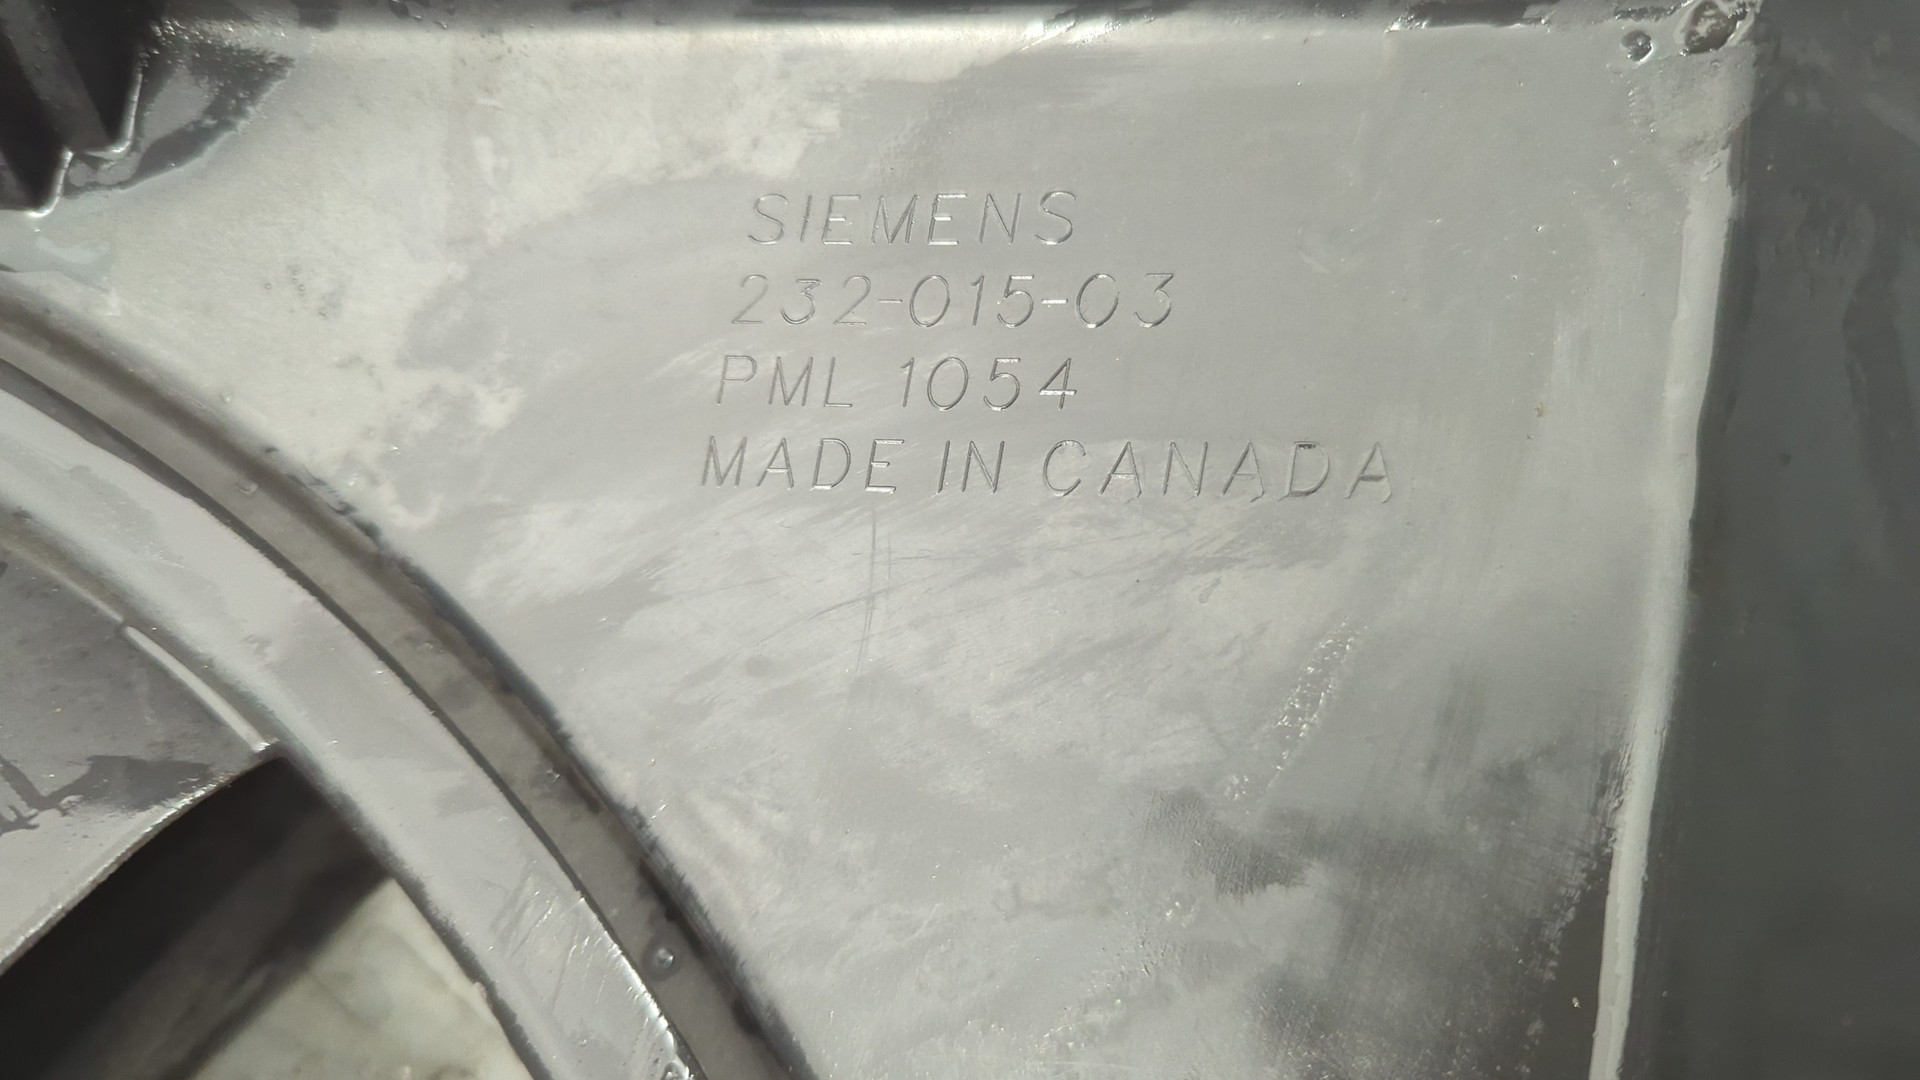 SIEMENS
232-015-03
PML 1054
MADE IN CANADA